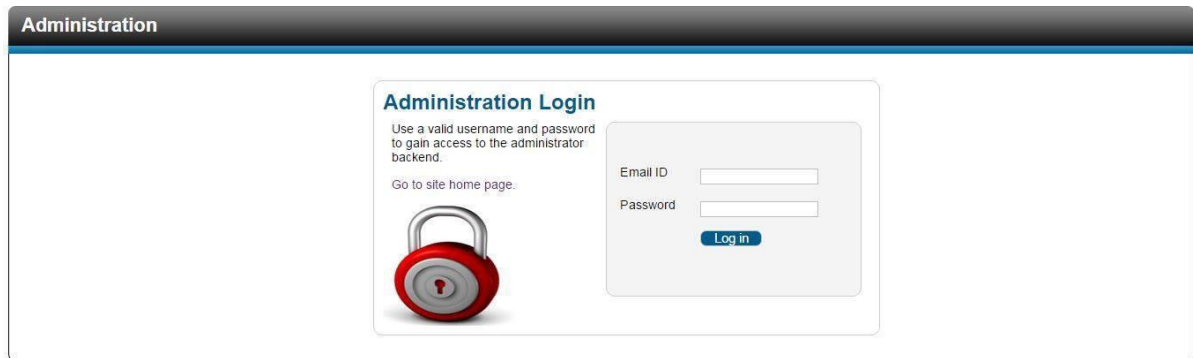 Administration
Administration Login
Use a valid username and password
to gain access to the administrator
backend.
Go to site home page.
Email ID
Password
Log in